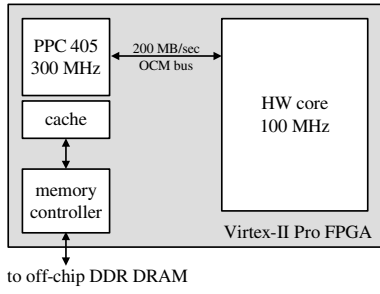 PPC 405
300 MHz
200 MB/sec
OCM bus
HW core
100 MHz
cache
memory
controller
Virtex-II Pro FPGA
to off-chip DDR DRAM